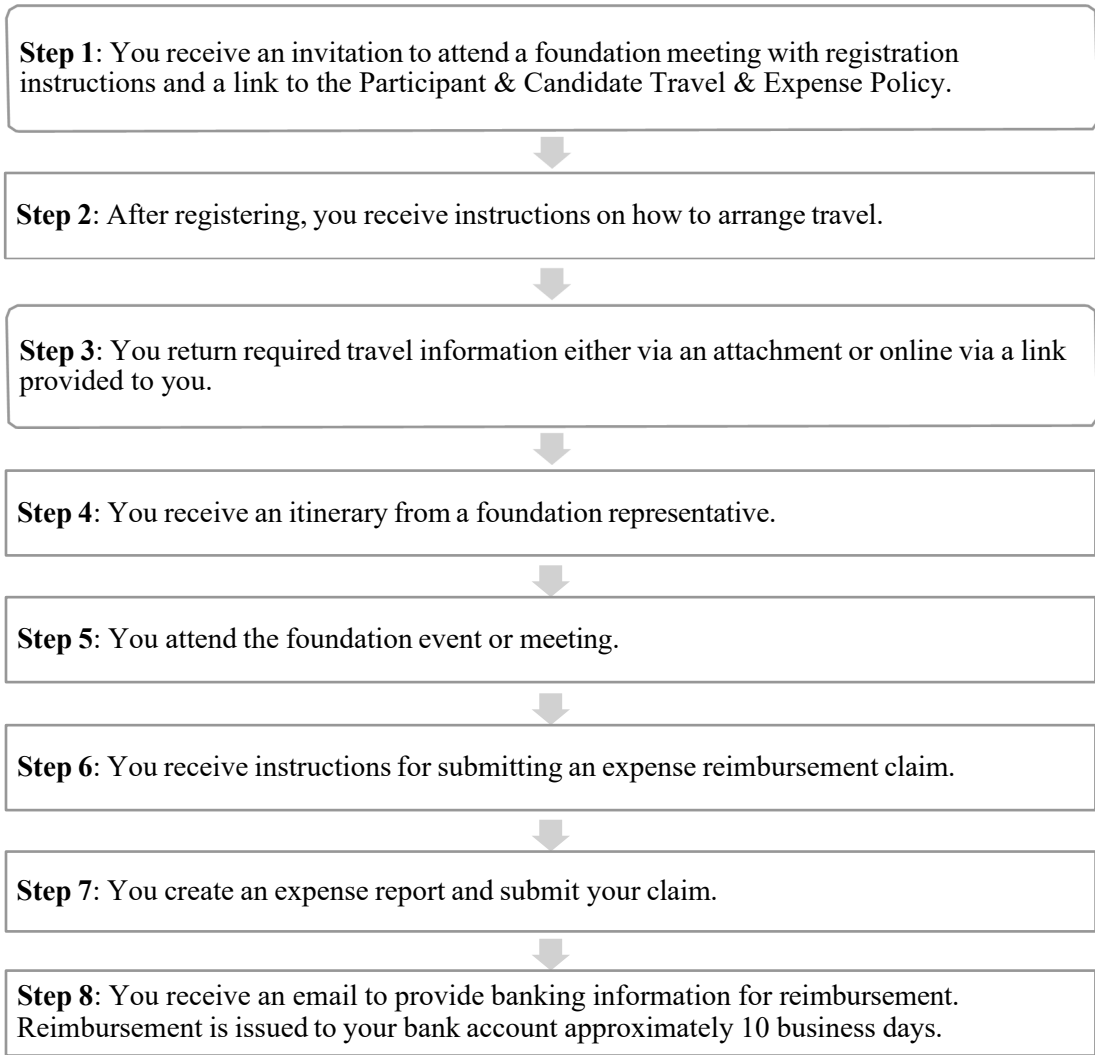 Step 1: You receive an invitation to attend a foundation meeting with registration
instructions and a link to the Participant & Candidate Travel & Expense Policy.
Step 2: After registering, you receive instructions on how to arrange travel.
Step 3: You return required travel information either via an attachment or online via a link
provided to you.
Step 4: You receive an itinerary from a foundation representative.
Step 5: You attend the foundation event or meeting.
Step 6: You receive instructions for submitting an expense reimbursement claim.
Step 7: You create an expense report and submit your claim.
Step 8: You receive an email to provide banking information for reimbursement.
Reimbursement is issued to your bank account approximately 10 business days.